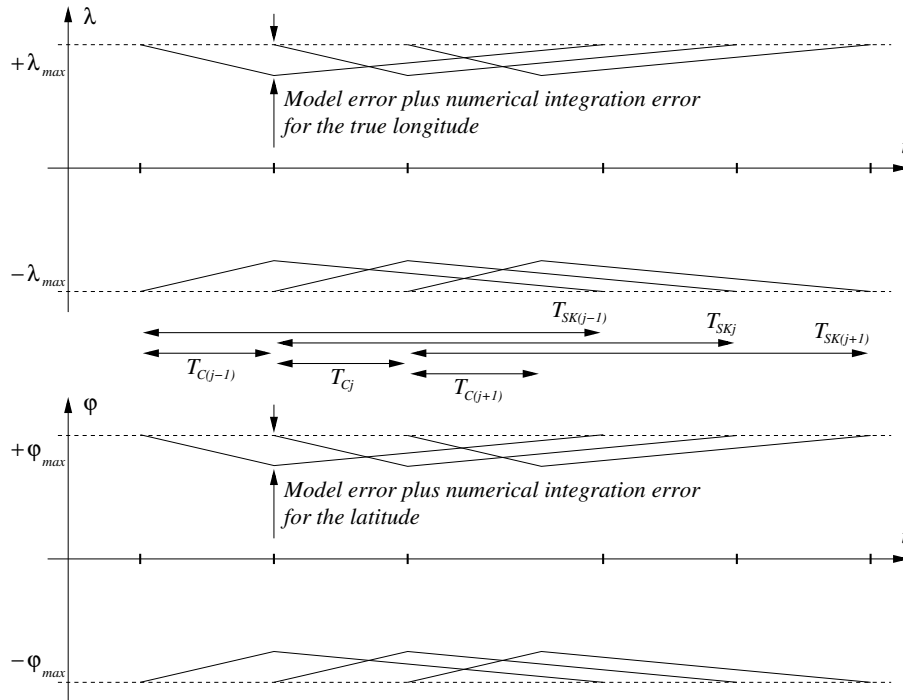 λ
+λmax
Model error plus numerical integration error
for the true longitude
−λmax
TSK(j−1)
TSKj
TSK(j+1)
TC(j−1)
TCj
TC(j+1)
φ
+φmax
Model error plus numerical integration error
for the latitude
−φmax